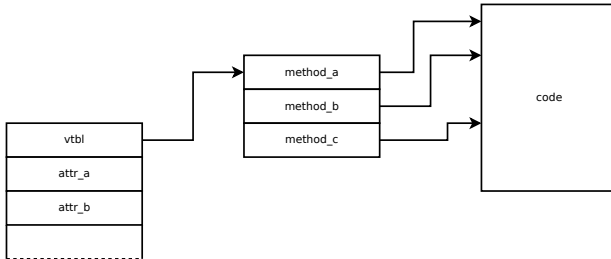 vtbl
attr_a
attr_b
method_a
method_b
method_c
code